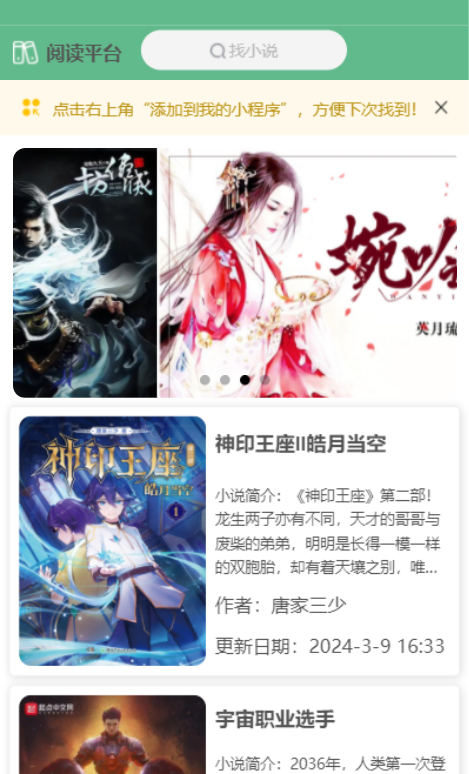 阅读平台
找小说
点击右上角“添加到我的小程序”，方便下次找到！
英月琉
神印王座
皓月当空
1
神印王座II皓月当空
小说简介：《神印王座》第二部！
龙生两子亦有不同，天才的哥哥与
废柴的弟弟，明明是长得一模一样
的双胞胎，却有着天壤之别，唯...
作者：唐家三少
更新日期：2024-3-9 16:33
起点中文网
宇宙职业选手
小说简介：2036年，人类第一次登